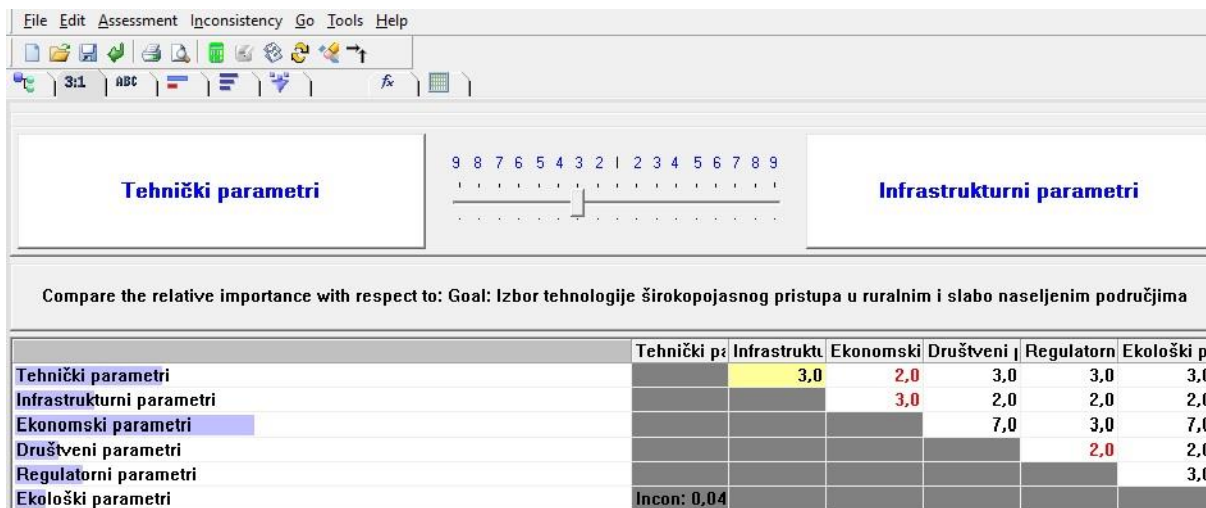 File Edit Assessment Inconsistency Go Tools Help
3:1 ABC fx
9 8 7 6 5 4 3 2 1 2 3 4 5 6 7 8 9
Tehnički parametri Infrastrukturni parametri
Compare the relative importance with respect to: Goal: Izbor tehnologije širokopojasnog pristupa u ruralnim i slabo naseljenim područjima
Tehnički pa Infrastruktu Ekonomski Društveni p Regulatorn Ekološki p
Tehnički parametri 3,0 2,0 3,0 3,0 3,0
Infrastrukturni parametri 3,0 2,0 2,0 2,0
Ekonomski parametri 7,0 3,0 7,0
Društveni parametri 2,0 2,0
Regulatorni parametri 3,0
Ekološki parametri Incon: 0,04